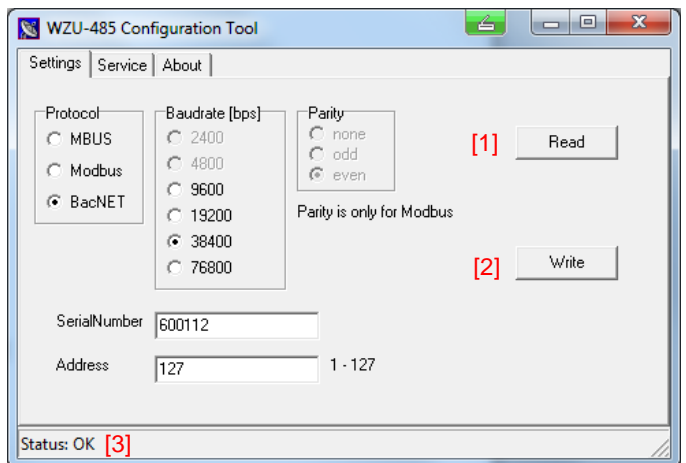 WZU-485 Configuration Tool
Settings Service About
Protocol
MBUS
Modbus
BacNET
Baudrate [bps]
2400
4800
9600
19200
38400
76800
Parity
none
odd
even
Parity is only for Modbus
[1] Read
[2] Write
SerialNumber 600112
Address 127 1 - 127
Status: OK [3]